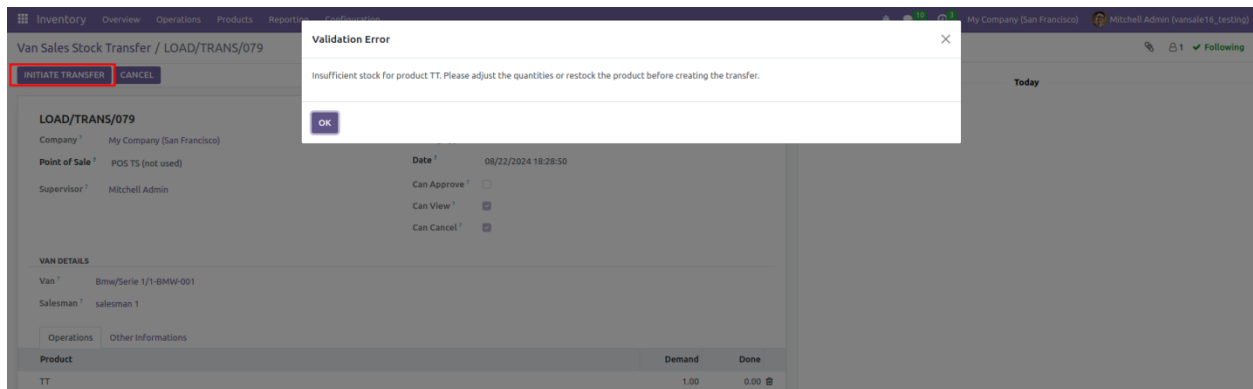 Inventory Overview Operations Products Reporting Configuration 10 3 My Company (San Francisco) Mitchell Admin (vansale16_testing)
Van Sales Stock Transfer / LOAD/TRANS/079
1 Following
INITIATE TRANSFER CANCEL
Validation Error
Insufficient stock for product TT. Please adjust the quantities or restock the product before creating the transfer.
OK
Today
LOAD/TRANS/079
Company ? My Company (San Francisco)
Point of Sale ? POS TS (not used)
Supervisor ? Mitchell Admin
Date ? 08/22/2024 18:28:50
Can Approve ?
Can View ?
Can Cancel ?
VAN DETAILS
Van ? Bmw/Serie 1/1-BMW-001
Salesman ? salesman 1
Operations Other Informations
Product Demand Done
TT 1.00 0.00